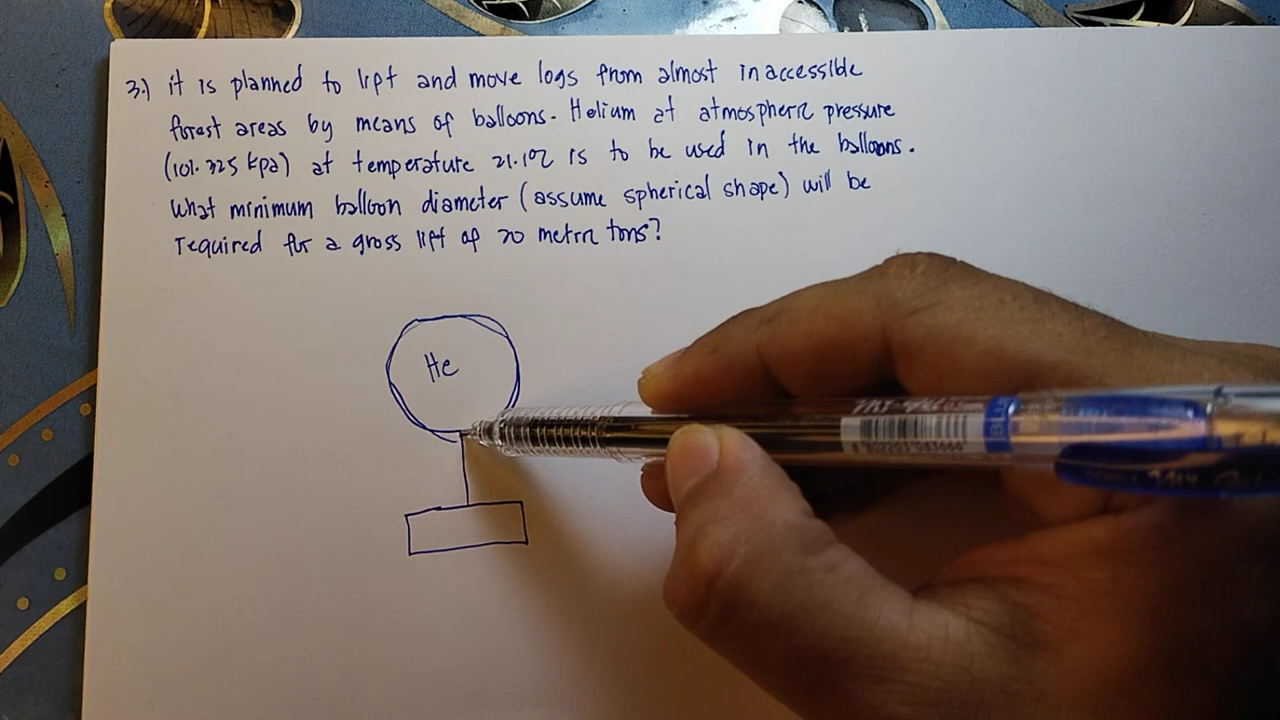 3.) it is planned to lift and move logs from almost inaccessible
forest areas by means of balloons. Helium at atmospheric pressure
(101.325 kpa) at temperature 21.1°C is to be used in the balloons.
What minimum balloon diameter (assume spherical shape) will be
required for a gross lift of 20 metric tons?
He